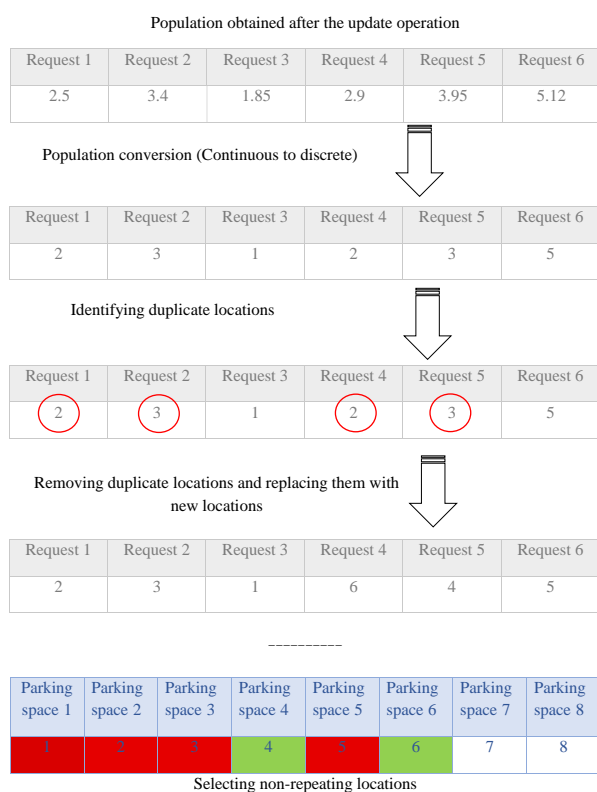 Population obtained after the update operation
Request 1 Request 2 Request 3 Request 4 Request 5 Request 6
2.5 3.4 1.85 2.9 3.95 5.12
Population conversion (Continuous to discrete)
Request 1 Request 2 Request 3 Request 4 Request 5 Request 6
2 3 1 2 3 5
Identifying duplicate locations
Request 1 Request 2 Request 3 Request 4 Request 5 Request 6
2 3 1 2 3 5
Removing duplicate locations and replacing them with
new locations
Request 1 Request 2 Request 3 Request 4 Request 5 Request 6
2 3 1 6 4 5
----------
Parking Parking Parking Parking Parking Parking Parking Parking
space 1 space 2 space 3 space 4 space 5 space 6 space 7 space 8
1 2 3 4 5 6 7 8
Selecting non-repeating locations